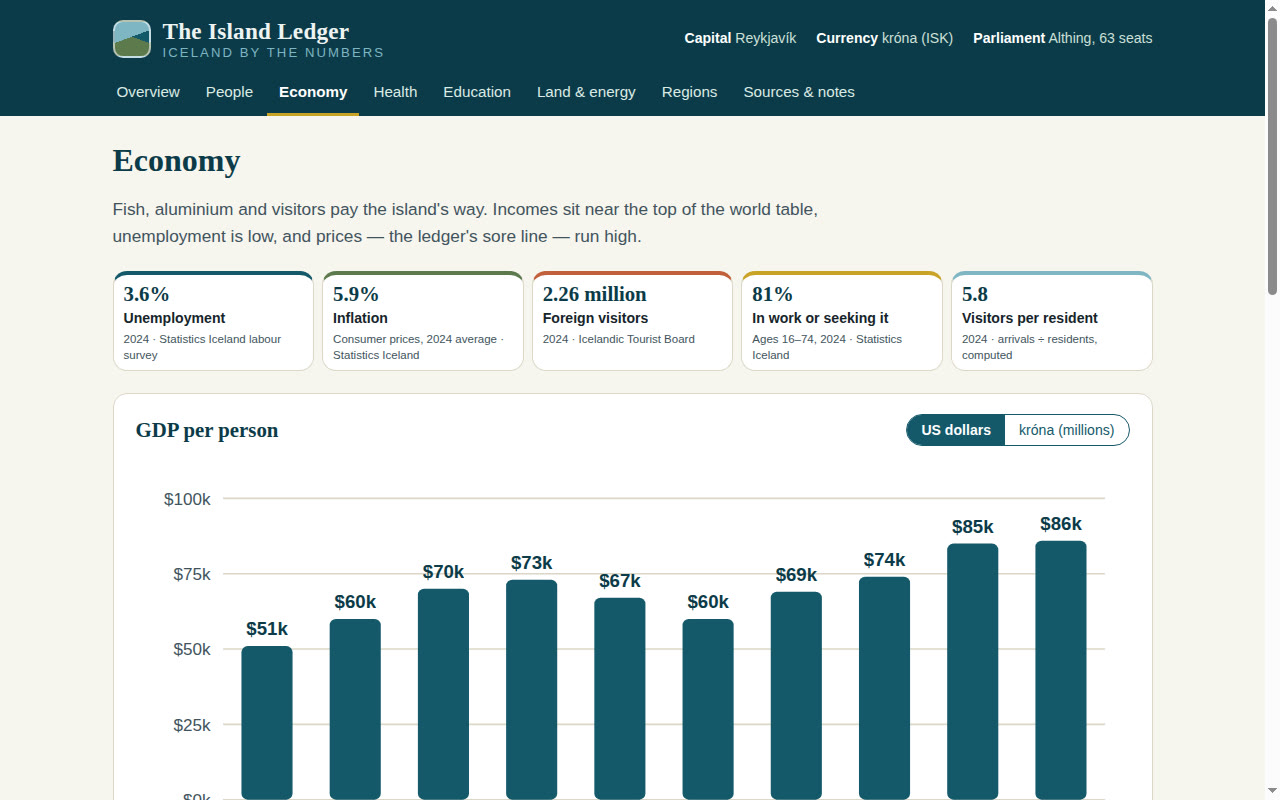 The Island Ledger
ICELAND BY THE NUMBERS
Capital Reykjavík Currency króna (ISK) Parliament Althing, 63 seats
Overview People Economy Health Education Land & energy Regions Sources & notes
Economy
Fish, aluminium and visitors pay the island's way. Incomes sit near the top of the world table,
unemployment is low, and prices — the ledger's sore line — run high.
3.6%
Unemployment
2024 · Statistics Iceland labour
survey
5.9%
Inflation
Consumer prices, 2024 average ·
Statistics Iceland
2.26 million
Foreign visitors
2024 · Icelandic Tourist Board
81%
In work or seeking it
Ages 16–74, 2024 · Statistics
Iceland
5.8
Visitors per resident
2024 · arrivals ÷ residents,
computed
GDP per person
US dollars króna (millions)
$100k
$75k
$50k
$25k
$0k
$51k
$60k
$70k
$73k
$67k
$60k
$69k
$74k
$85k
$86k